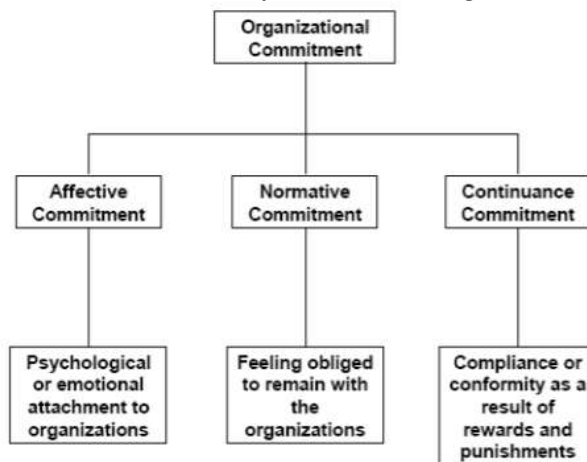 Organizational
Commitment
Affective
Commitment
Normative
Commitment
Continuance
Commitment
Psychological
or emotional
attachment to
organizations
Feeling obliged
to remain with
the
organizations
Compliance or
conformity as a
result of
rewards and
punishments